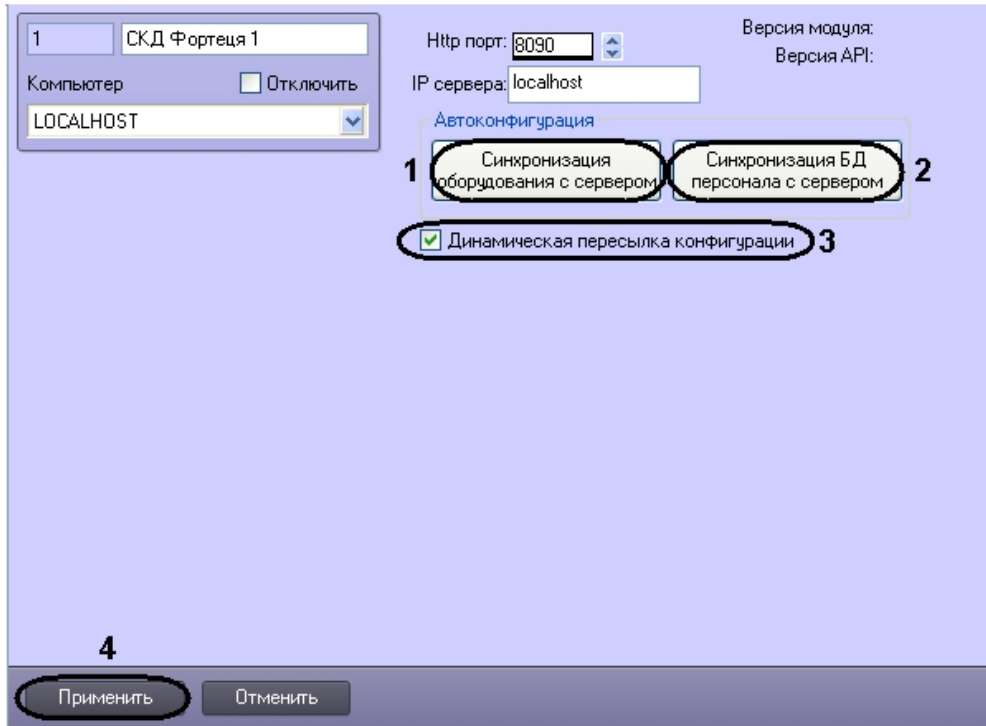 1
СКД Фортеця 1
Компьютер
Отключить
LOCALHOST
Http порт: 8090
IP сервера: localhost
Версия модуля:
Версия API:
Автоконфигурация
1
Синхронизация
оборудования с сервером
Синхронизация БД
персонала с сервером
2
Динамическая пересылка конфигурации
3
4
Применить
Отменить